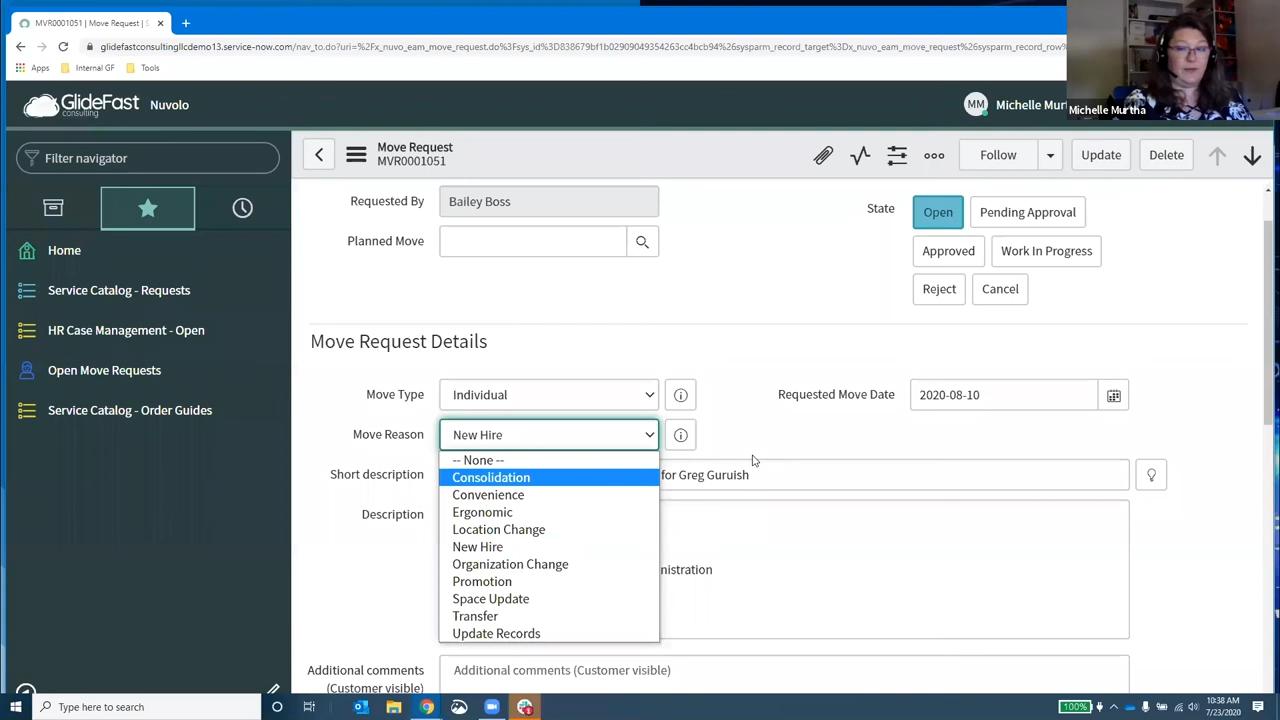 MVR0001051 | Move Request | S
glidefastconsultingllcdemo13.service-now.com/nav_to.do?uri=%2Fx_nuvo_eam_move_request.do%3Fsys_id%3D838679bf1b02909049354263cc4bcb94%26sysparm_record_target%3Dx_nuvo_eam_move_request%26sysparm_record_row
Apps
Internal GF
Tools
GlideFast
consulting
Nuvolo
MM
Michelle Murt
Michelle Murtha
Filter navigator
Home
Service Catalog - Requests
HR Case Management - Open
Open Move Requests
Service Catalog - Order Guides
Move Request
MVR0001051
Follow
Update
Delete
Requested By
Bailey Boss
Planned Move
State
Open
Pending Approval
Approved
Work In Progress
Reject
Cancel
Move Request Details
Move Type
Individual
Requested Move Date
2020-08-10
Move Reason
New Hire
-- None --
Consolidation
Convenience
Ergonomic
Location Change
New Hire
Organization Change
Promotion
Space Update
Transfer
Update Records
Short description
for Greg Guruish
Description
nistration
Additional comments
(Customer visible)
Additional comments (Customer visible)
Type here to search
100%
10:38 AM
7/23/2020